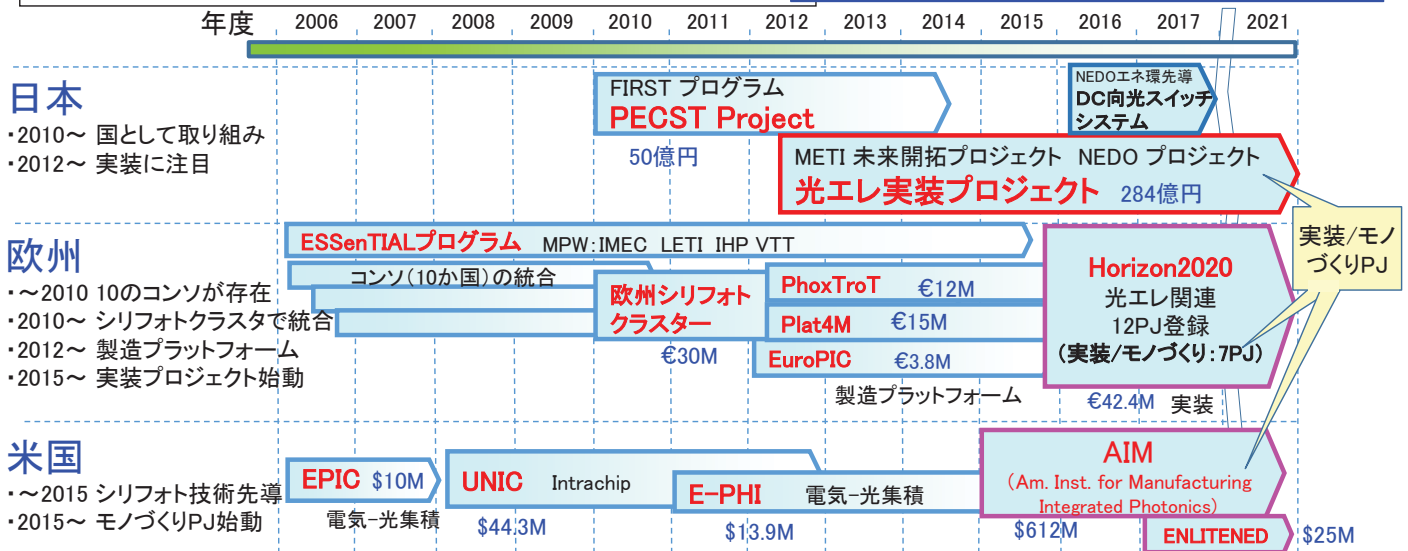 年度 2006 2007 2008 2009 2010 2011 2012 2013 2014 2015 2016 2017 2021
日本
・2010～ 国として取り組み
・2012～ 実装に注目
FIRST プログラム
PECST Project
50億円
NEDOエネ環先導
DC向光スイッチ
システム
METI 未来開拓プロジェクト NEDO プロジェクト
光エレ実装プロジェクト 284億円
実装/モノ
づくりPJ
欧州
・～2010 10のコンソが存在
・2010～ シリフォトクラスタで統合
・2012～ 製造プラットフォーム
・2015～ 実装プロジェクト始動
ESSenTIALプログラム MPW:IMEC LETI IHP VTT
コンソ(10か国)の統合
欧州シリフォト
クラスター
€30M
PhoxTroT €12M
Plat4M €15M
EuroPIC €3.8M
製造プラットフォーム
Horizon2020
光エレ関連
12PJ登録
(実装/モノづくり:7PJ)
€42.4M 実装
米国
・～2015 シリフォト技術先導
・2015～ モノづくりPJ始動
EPIC $10M
電気-光集積
UNIC Intrachip
$44.3M
E-PHI 電気-光集積
$13.9M
AIM
(Am. Inst. for Manufacturing
Integrated Photonics)
$612M
ENLITENED $25M